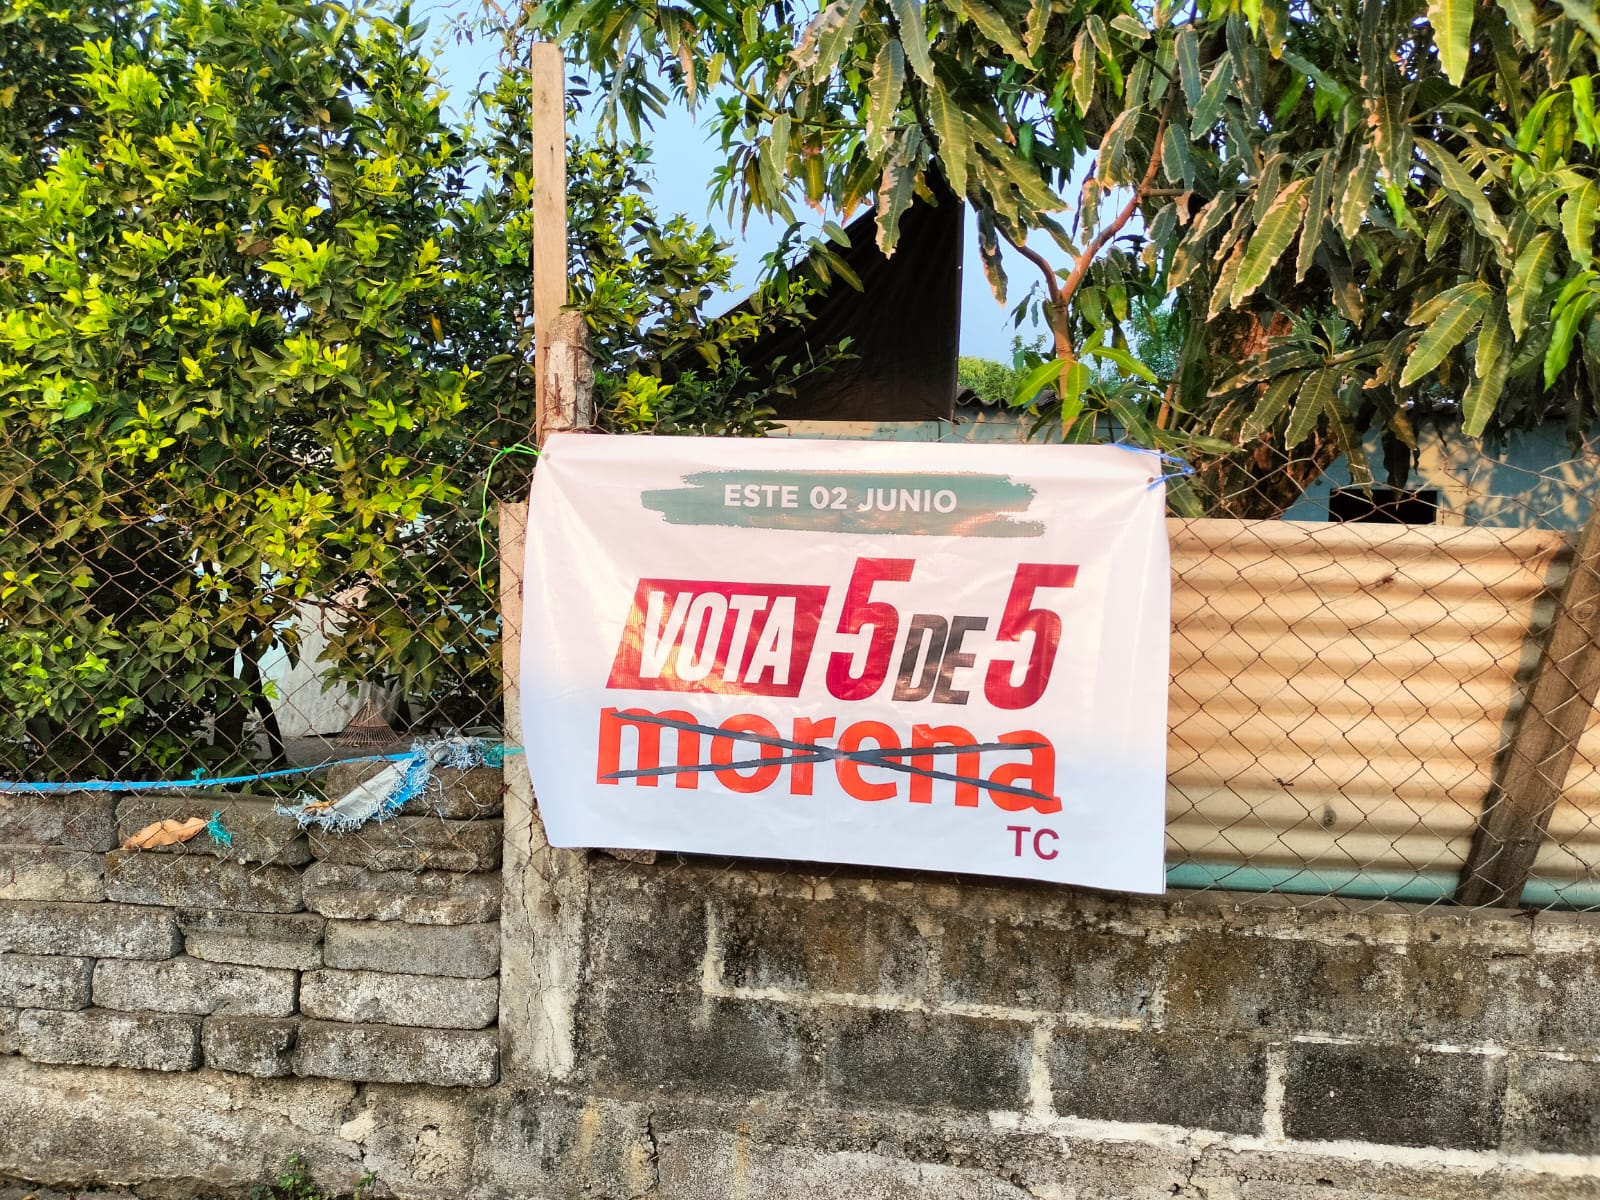 ESTE 02 JUNIO
VOTA 5 DE 5
morena
TC